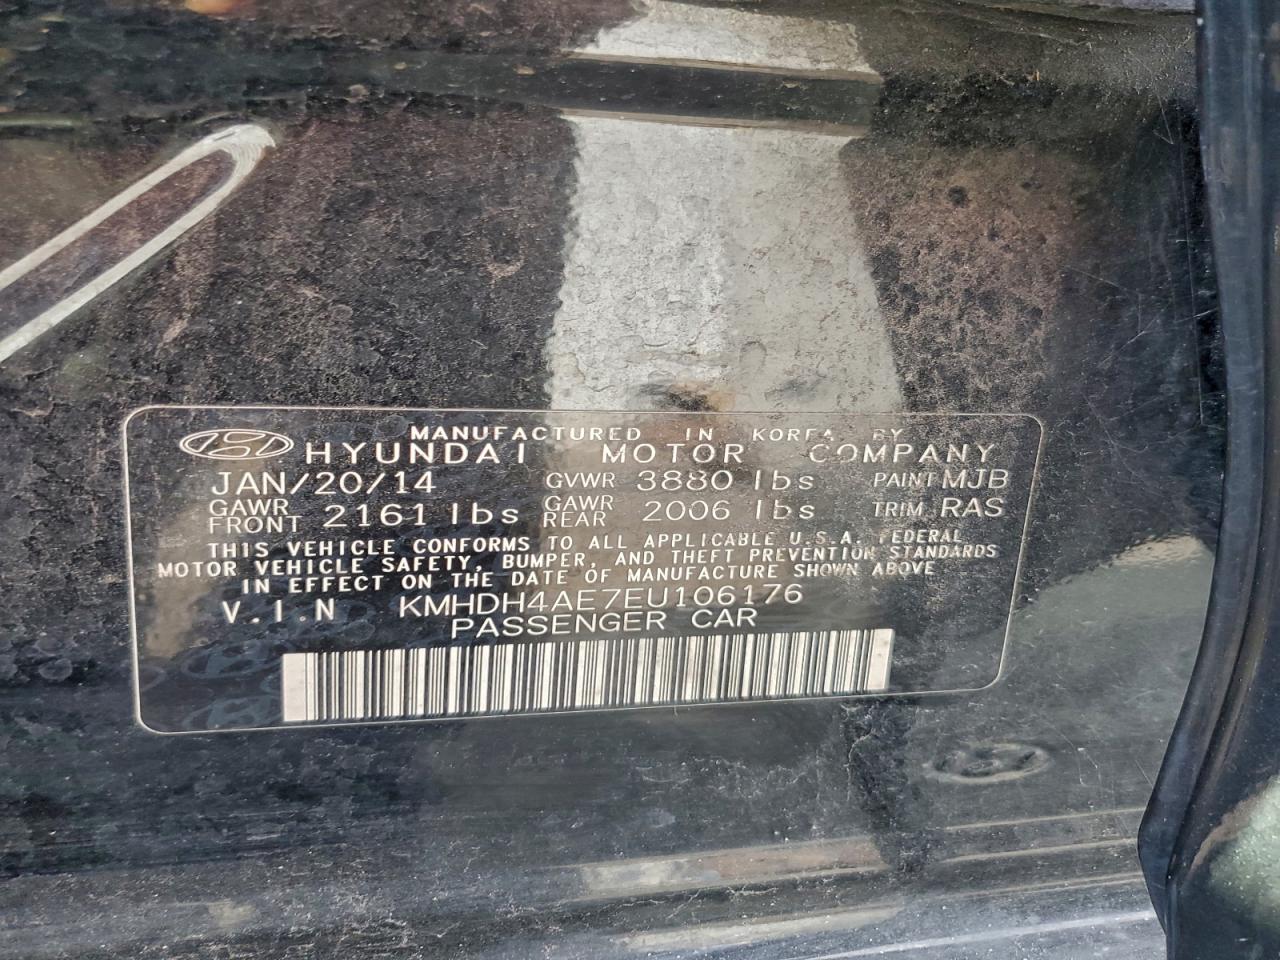 MANUFACTURED IN KOREA BY
HYUNDAI MOTOR COMPANY
JAN/20/14 GVWR 3880 lbs PAINT MJB
GAWR FRONT 2161 lbs GAWR REAR 2006 lbs TRIM RAS
THIS VEHICLE CONFORMS TO ALL APPLICABLE U.S.A. FEDERAL
MOTOR VEHICLE SAFETY, BUMPER, AND THEFT PREVENTION STANDARDS
IN EFFECT ON THE DATE OF MANUFACTURE SHOWN ABOVE
V.I.N KMHDH4AE7EU106176
PASSENGER CAR